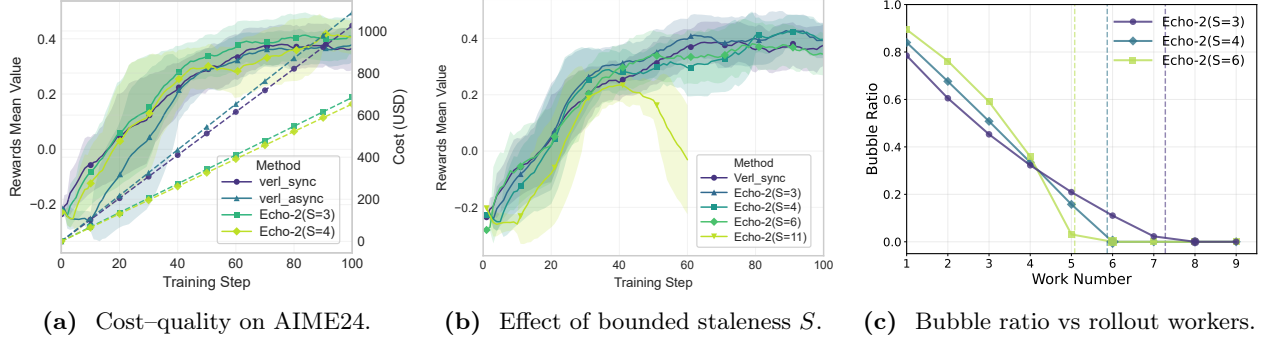 0.4
0.2
0.0
−0.2
Rewards Mean Value
0
20
40
60
80
100
Training Step
1000
800
600
400
200
0
Cost (USD)
Method
verl_sync
verl_async
Echo-2(S=3)
Echo-2(S=4)
(a) Cost–quality on AIME24.
0.4
0.2
0.0
−0.2
Rewards Mean Value
0
20
40
60
80
100
Training Step
Method
Verl_sync
Echo-2(S=3)
Echo-2(S=4)
Echo-2(S=6)
Echo-2(S=11)
(b) Effect of bounded staleness S.
1.0
0.8
0.6
0.4
0.2
0.0
Bubble Ratio
1 2 3 4 5 6 7 8 9
Work Number
Echo-2(S=3)
Echo-2(S=4)
Echo-2(S=6)
(c) Bubble ratio vs rollout workers.